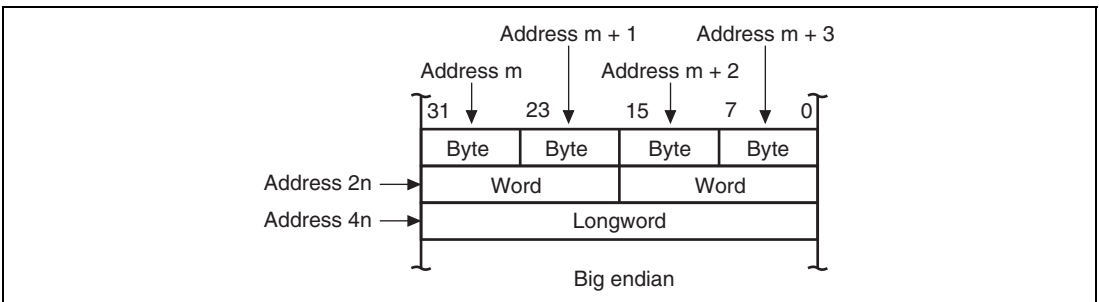 Address m + 1 Address m + 3
Address m Address m + 2
31 23 15 7 0
Byte Byte Byte Byte
Address 2n Word Word
Address 4n Longword
Big endian